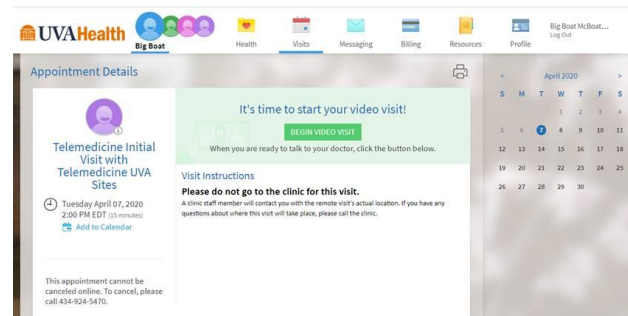 UVAHealth
Big Boat
Health
Visits
Messaging
Billing
Resources
Profile
Big Boat McBoat...
Log Out
Appointment Details
Telemedicine Initial
Visit with
Telemedicine UVA
Sites
Tuesday April 07, 2020
2:00 PM EDT (15 minutes)
Add to Calendar
This appointment cannot be
canceled online. To cancel, please
call 434-924-5470.
It's time to start your video visit!
BEGIN VIDEO VISIT
When you are ready to talk to your doctor, click the button below.
Visit Instructions
Please do not go to the clinic for this visit.
A clinic staff member will contact you with the remote visit's actual location. If you have any
questions about where this visit will take place, please call the clinic.
< April 2020 >
S M T W T F S
1 2 3 4
5 6 7 8 9 10 11
12 13 14 15 16 17 18
19 20 21 22 23 24 25
26 27 28 29 30